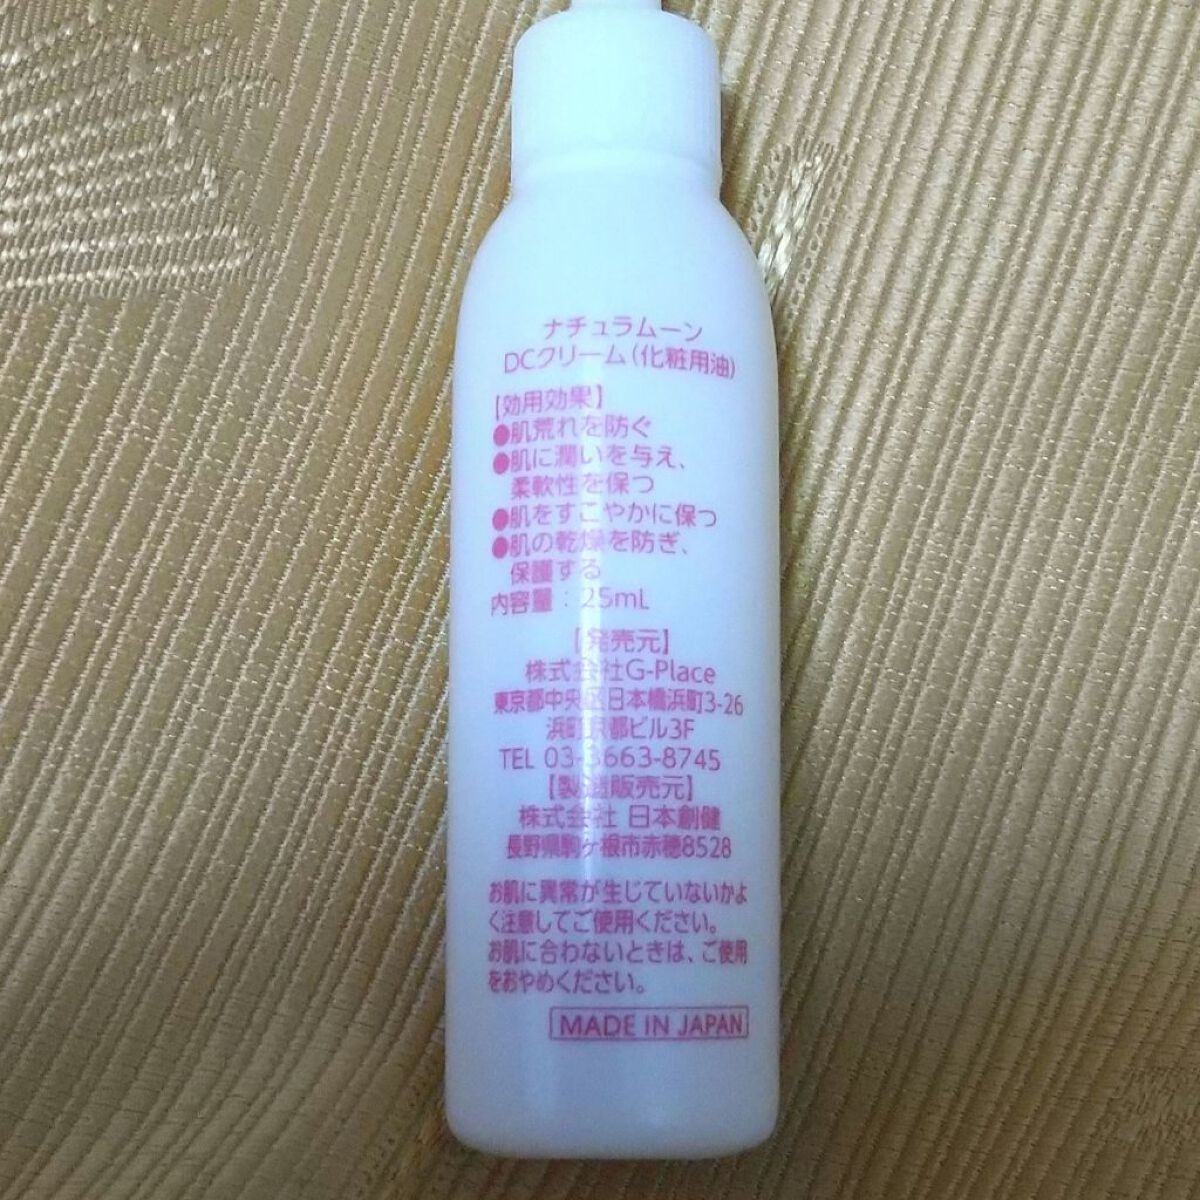 ナチュラムーン
DCクリーム(化粧用油)
【効用効果】
●肌荒れを防ぐ
●肌に潤いを与え、
柔軟性を保つ
●肌をすこやかに保つ
●肌の乾燥を防ぎ、
保護する
内容量：25mL
【発売元】
株式会社G-Place
東京都中央区日本橋浜町3-26
浜町京都ビル3F
TEL 03-3663-8745
【製造販売元】
株式会社 日本創健
長野県駒ヶ根市赤穂8528
お肌に異常が生じていないかよ
く注意してご使用ください。
お肌に合わないときは、ご使用
をおやめください。
MADE IN JAPAN